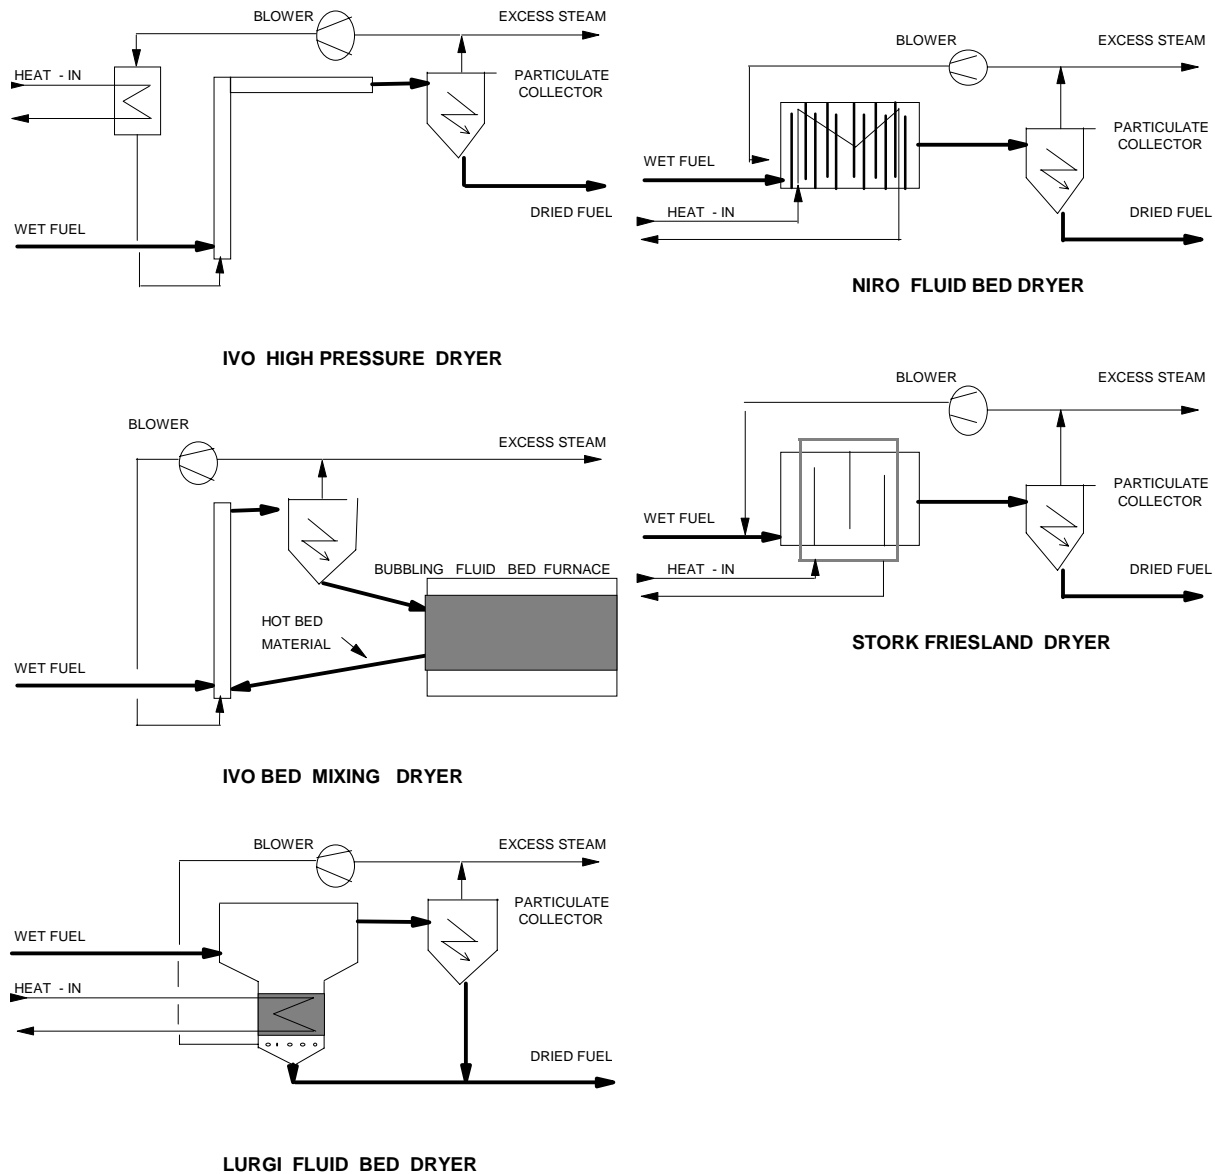 BLOWER
EXCESS STEAM
HEAT - IN
PARTICULATE
COLLECTOR
WET FUEL
DRIED FUEL
IVO HIGH PRESSURE DRYER
BLOWER
EXCESS STEAM
PARTICULATE
COLLECTOR
WET FUEL
HEAT - IN
DRIED FUEL
NIRO FLUID BED DRYER
BLOWER
EXCESS STEAM
BUBBLING FLUID BED FURNACE
HOT BED
MATERIAL
WET FUEL
IVO BED MIXING DRYER
BLOWER
EXCESS STEAM
PARTICULATE
COLLECTOR
WET FUEL
HEAT - IN
DRIED FUEL
STORK FRIESLAND DRYER
BLOWER
EXCESS STEAM
PARTICULATE
COLLECTOR
WET FUEL
HEAT - IN
DRIED FUEL
LURGI FLUID BED DRYER